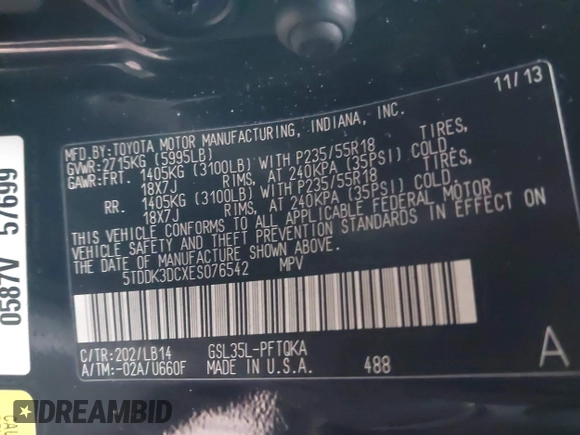 11/13
MFD.BY:TOYOTA MOTOR MANUFACTURING, INDIANA, INC.
GVWR:2715KG (5995LB)
GAWR:FRT. 1405KG (3100LB) WITH P235/55R18 TIRES,
18X7J RIMS, AT 240KPA (35PSI) COLD.
RR. 1405KG (3100LB) WITH P235/55R18 TIRES,
18X7J RIMS, AT 240KPA (35PSI) COLD.
THIS VEHICLE CONFORMS TO ALL APPLICABLE FEDERAL MOTOR
VEHICLE SAFETY AND THEFT PREVENTION STANDARDS IN EFFECT ON
THE DATE OF MANUFACTURE SHOWN ABOVE.
5TDDK3DCXES076542 MPV
C/TR:202/LB14 GSL35L-PFTQKA
A/TM:-02A/U660F MADE IN U.S.A. 488 A
0587V 57699
DREAMBID